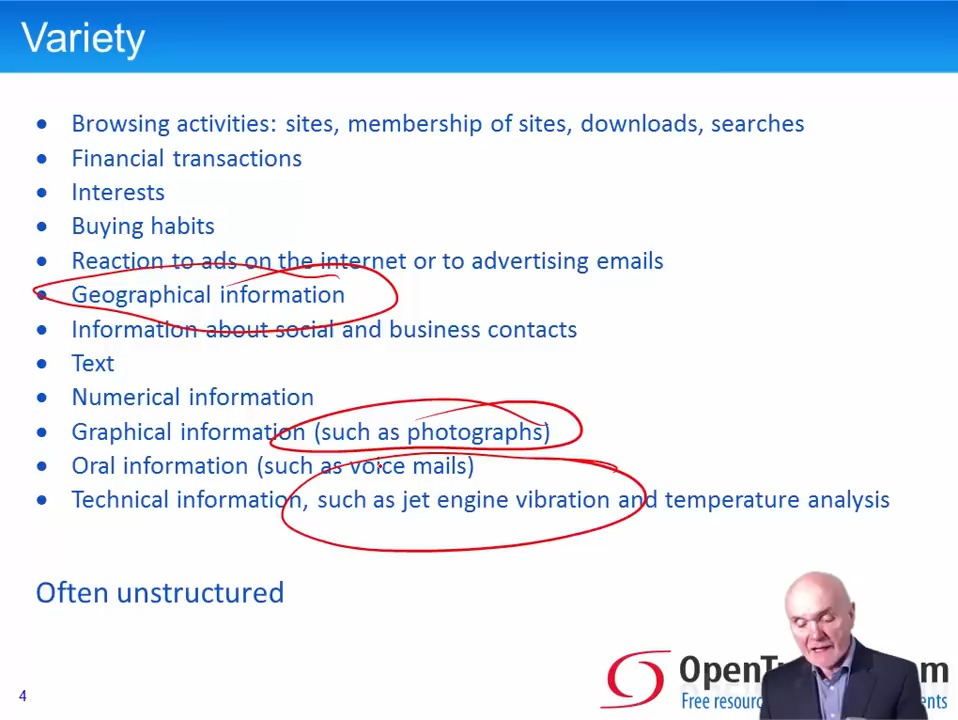 Variety
• Browsing activities: sites, membership of sites, downloads, searches
• Financial transactions
• Interests
• Buying habits
• Reaction to ads on the internet or to advertising emails
• Geographical information
• Information about social and business contacts
• Text
• Numerical information
• Graphical information (such as photographs)
• Oral information (such as voice mails)
• Technical information, such as jet engine vibration and temperature analysis
Often unstructured
4
Free